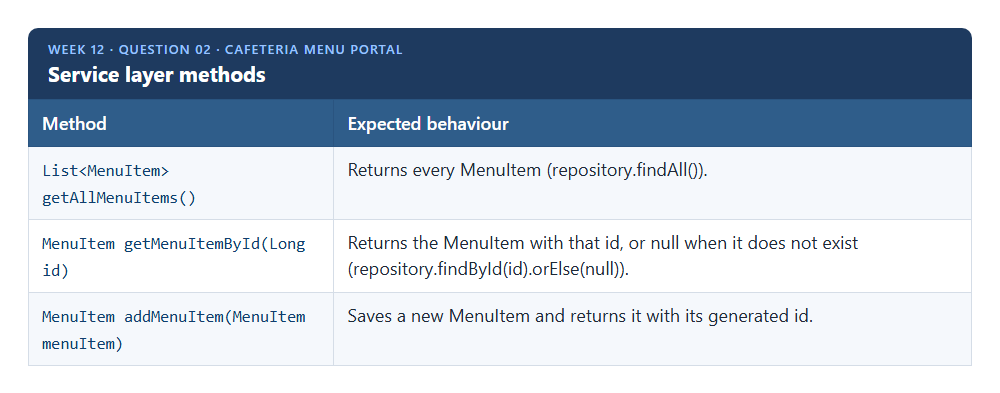 WEEK 12 · QUESTION 02 · CAFETERIA MENU PORTAL
Service layer methods
Method
Expected behaviour
List<MenuItem>
getAllMenuItems()
Returns every MenuItem (repository.findAll()).
MenuItem getMenuItemById(Long
id)
Returns the MenuItem with that id, or null when it does not exist
(repository.findById(id).orElse(null)).
MenuItem addMenuItem(MenuItem
menuItem)
Saves a new MenuItem and returns it with its generated id.